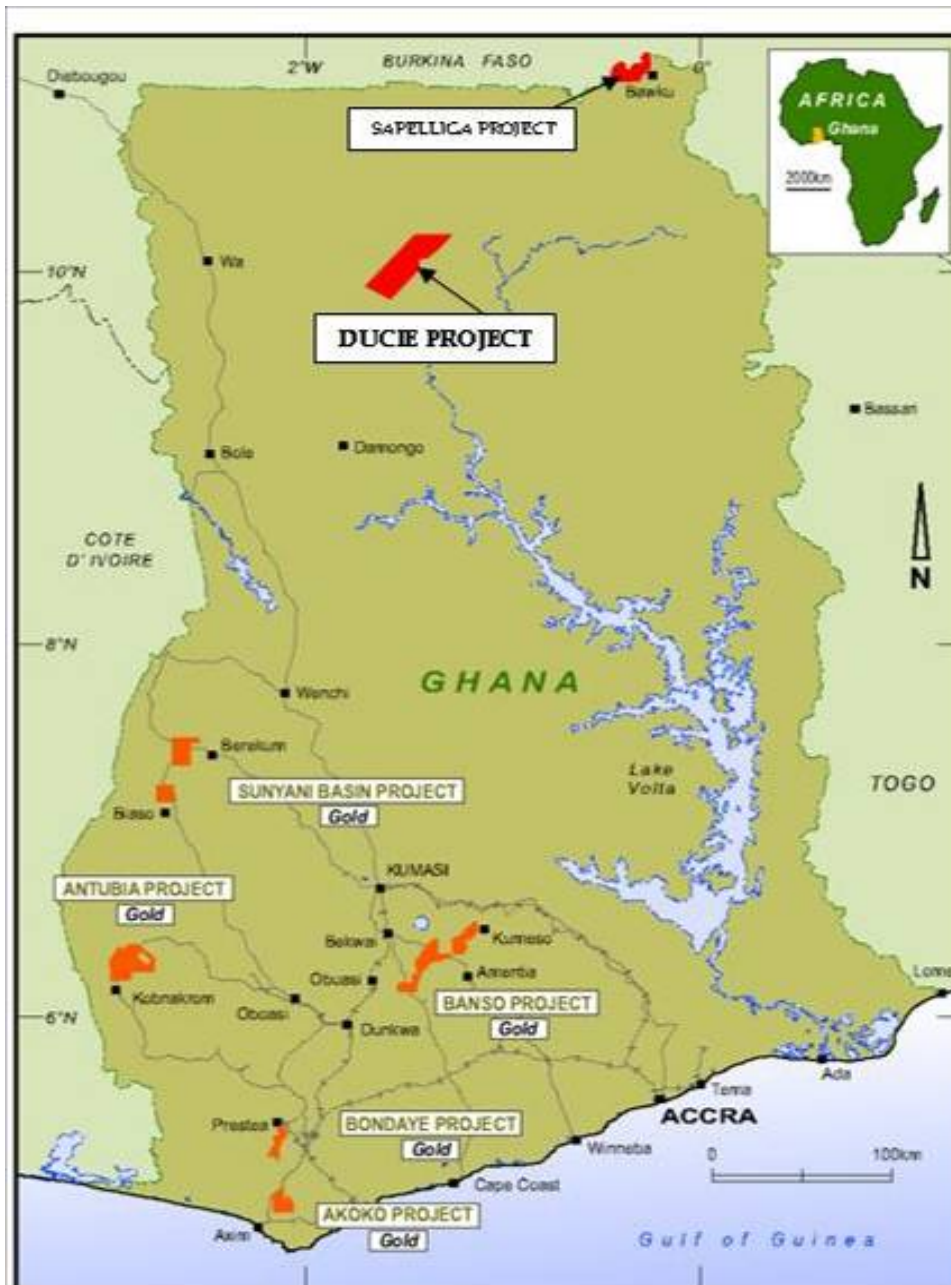 2°W
BURKINA FASO
0°
Diebougou
Bawku
SAPELLIGA PROJECT
AFRICA
Ghana
2000km
10°N
Wa
DUCIE PROJECT
Bassari
Bole
Damongo
COTE
D' IVOIRE
N
8°N
GHANA
Wenchi
Berekum
SUNYANI BASIN PROJECT
Gold
Lake
Volta
TOGO
Biaso
KUMASI
ANTUBIA PROJECT
Gold
Bekwai
Kumeso
Obuasi
Amentia
Kobnakrom
Oboasi
BANSO PROJECT
Gold
Lome
6°N
Dunkwa
Ada
Tema
ACCRA
Prestea
BONDAYE PROJECT
Gold
Winneba
0
100km
Cape Coast
AKOKO PROJECT
Gold
Axim
Gulf of Guinea